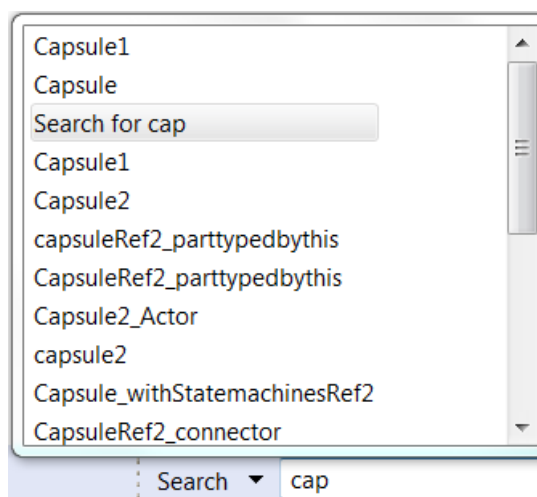 Capsule1
Capsule
Search for cap
Capsule1
Capsule2
capsuleRef2_parttypedbythis
CapsuleRef2_parttypedbythis
Capsule2_Actor
capsule2
Capsule_withStatemachinesRef2
CapsuleRef2_connector
Search cap